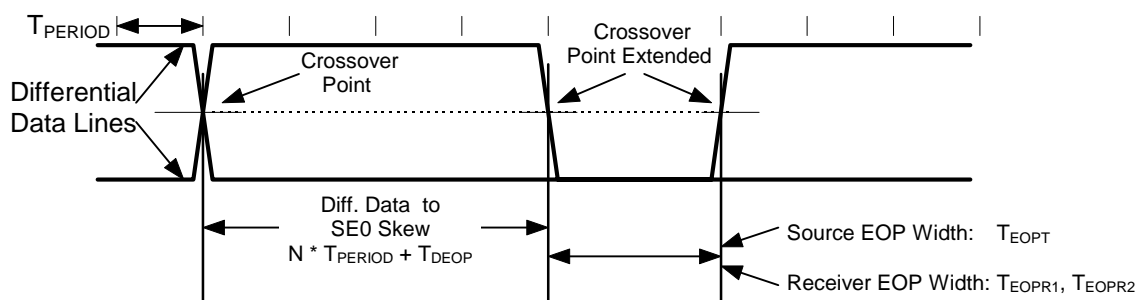 TPERIOD
Differential
Data Lines
Crossover
Point
Crossover
Point Extended
Diff. Data to
SE0 Skew
N * TPERIOD + TDEOP
Source EOP Width: TEOPT
Receiver EOP Width: TEOPR1, TEOPR2